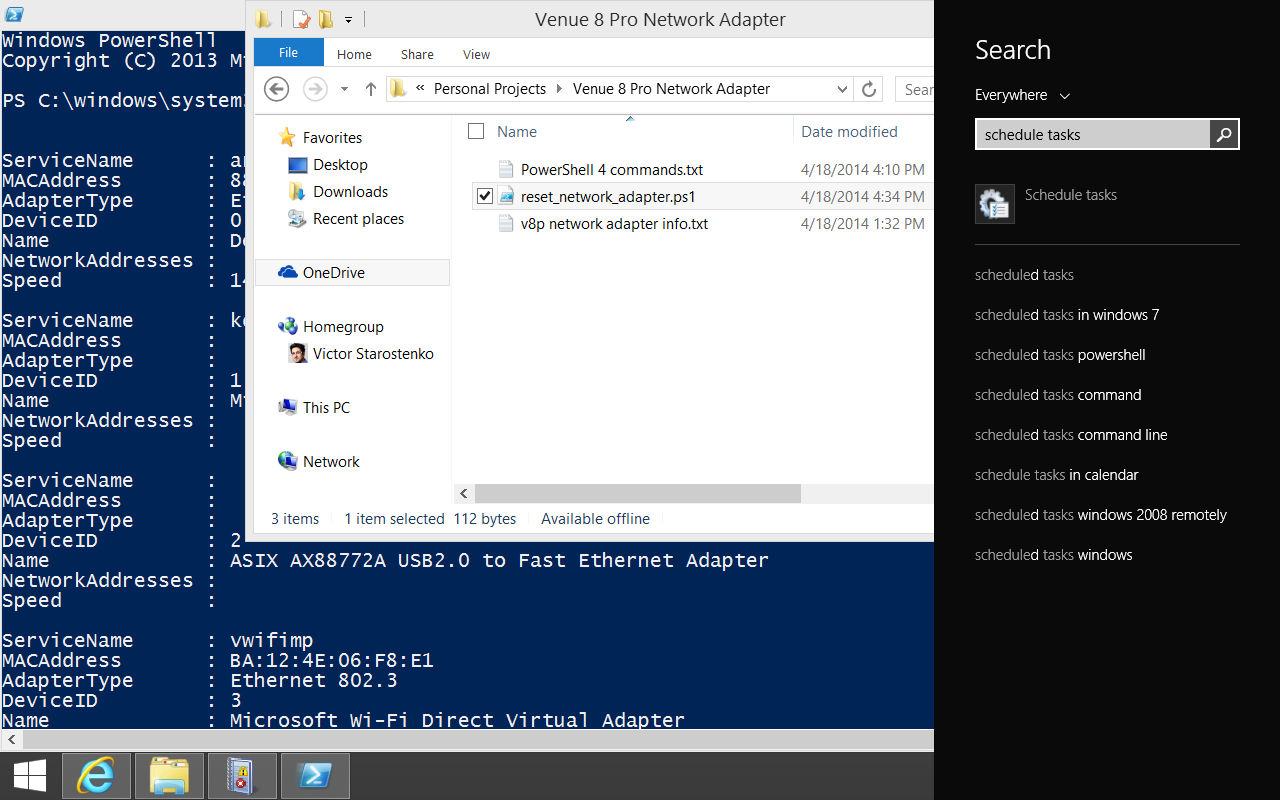 Windows PowerShell
Copyright (C) 2013 Mi
PS C:\windows\system
ServiceName : ar
MACAddress : 88
AdapterType : Et
DeviceID : 0
Name : De
NetworkAddresses :
Speed : 14
ServiceName : ke
MACAddress :
AdapterType :
DeviceID : 1
Name : Mi
NetworkAddresses :
Speed :
ServiceName :
MACAddress :
AdapterType :
DeviceID : 2
Name : ASIX AX88772A USB2.0 to Fast Ethernet Adapter
NetworkAddresses :
Speed :
ServiceName : vwifimp
MACAddress : BA:12:4E:06:F8:E1
AdapterType : Ethernet 802.3
DeviceID : 3
Name : Microsoft Wi-Fi Direct Virtual Adapter
Venue 8 Pro Network Adapter
File Home Share View
« Personal Projects Venue 8 Pro Network Adapter Sear
Favorites
Desktop
Downloads
Recent places
OneDrive
Homegroup
Victor Starostenko
This PC
Network
Name Date modified
PowerShell 4 commands.txt 4/18/2014 4:10 PM
reset_network_adapter.ps1 4/18/2014 4:34 PM
v8p network adapter info.txt 4/18/2014 1:32 PM
3 items 1 item selected 112 bytes Available offline
Search
Everywhere
schedule tasks
Schedule tasks
scheduled tasks
scheduled tasks in windows 7
scheduled tasks powershell
scheduled tasks command
scheduled tasks command line
schedule tasks in calendar
scheduled tasks windows 2008 remotely
scheduled tasks windows